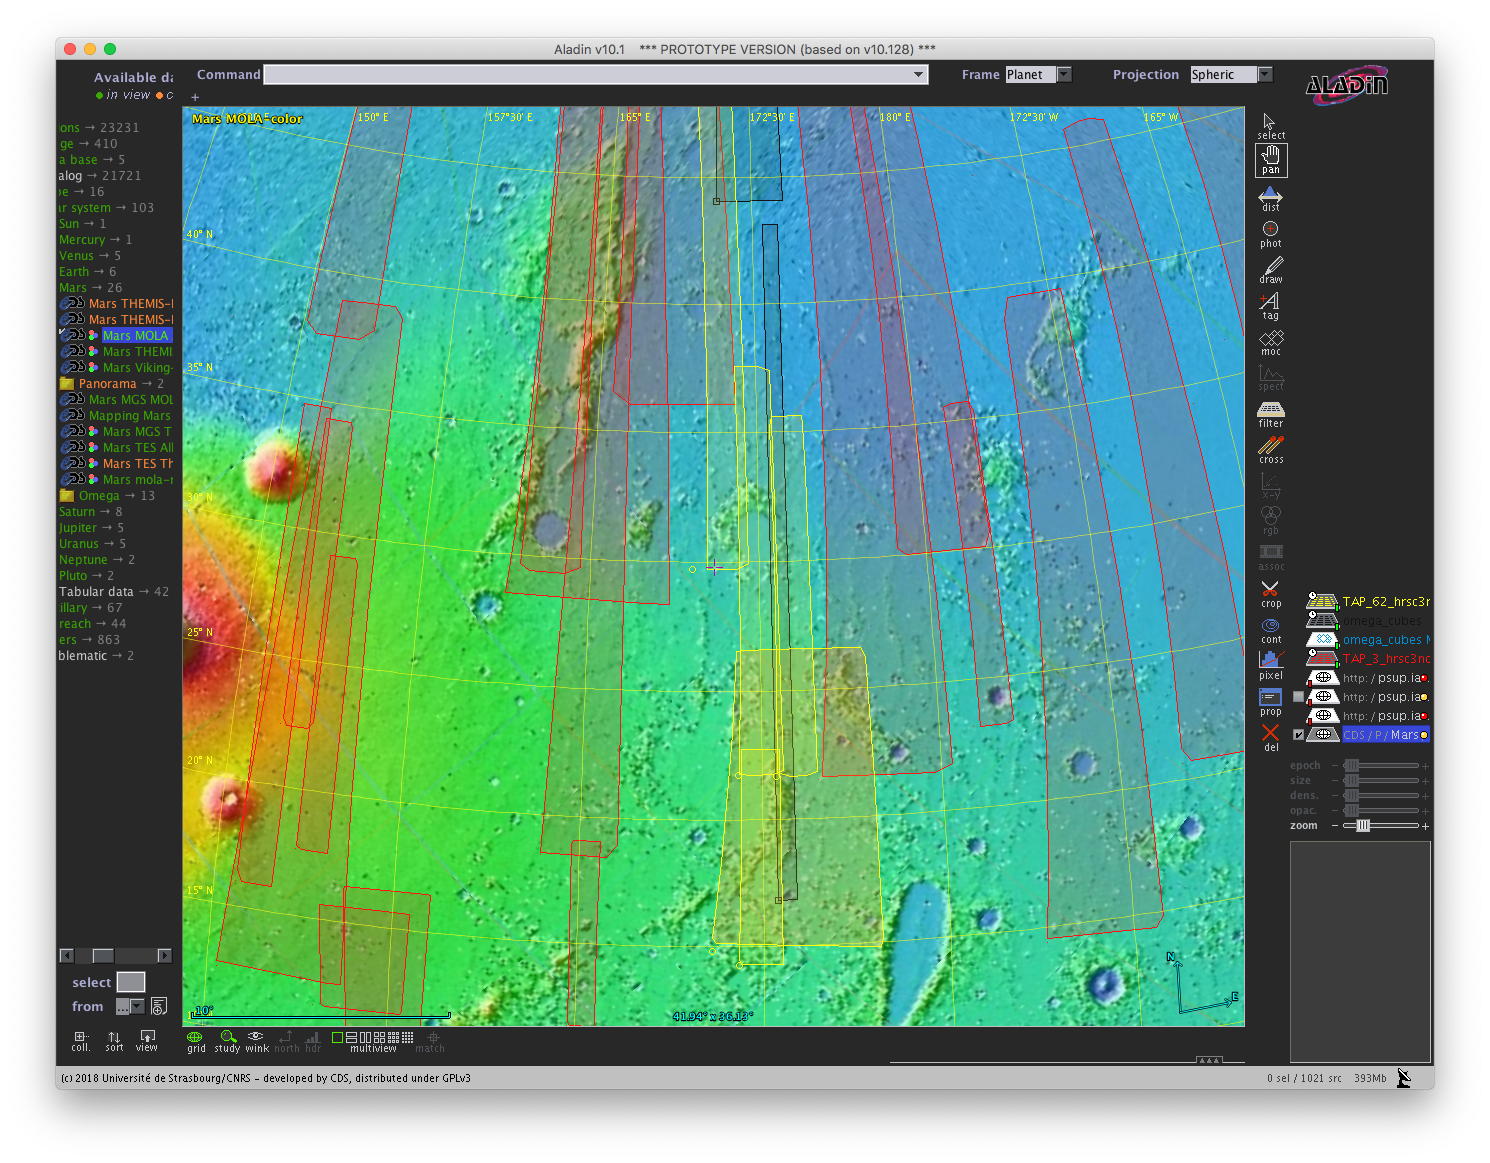 Aladin v10.1 *** PROTOTYPE VERSION (based on v10.128) ***
Available da
in view
Command
Frame Planet
Projection Spheric
ALADIN
+
ons → 23231
ge → 410
a base → 5
alog → 21721
pe → 16
ar system → 103
Sun → 1
Mercury → 1
Venus → 5
Earth → 6
Mars → 26
Mars THEMIS-I
Mars THEMIS-I
Mars MOLA
Mars THEMI
Mars Viking-
Panorama → 2
Mars MGS MOL
Mapping Mars
Mars MGS T
Mars TES Alb
Mars TES Th
Mars mola-r
Omega → 13
Saturn → 8
Jupiter → 5
Uranus → 5
Neptune → 2
Pluto → 2
Tabular data → 42
illary → 67
reach → 44
ers → 863
blematic → 2
select
from ...
coll. sort view
Mars MOLA-color
150° E 157°30' E 165° E 172°30' E 180° E 172°30' W 165° W
40° N
35° N
30° N
25° N
20° N
15° N
10°
41.94° x 36.13°
N
E
grid study wink north hdr multiview match
select
pan
dist
phot
draw
tag
moc
spect
filter
cross
x-y
rgb
assoc
crop
cont
pixel
prop
del
TAP_62_hrsc3r
omega_cubes
omega_cubes M
TAP_3_hrsc3nd
http:/psup.ia
http:/psup.ia
http:/psup.ia
CDS/P/Mars
epoch - +
size - +
dens. - +
opac. - +
zoom - +
(c) 2018 Université de Strasbourg/CNRS - developed by CDS, distributed under GPLv3
0 sel / 1021 src 393Mb